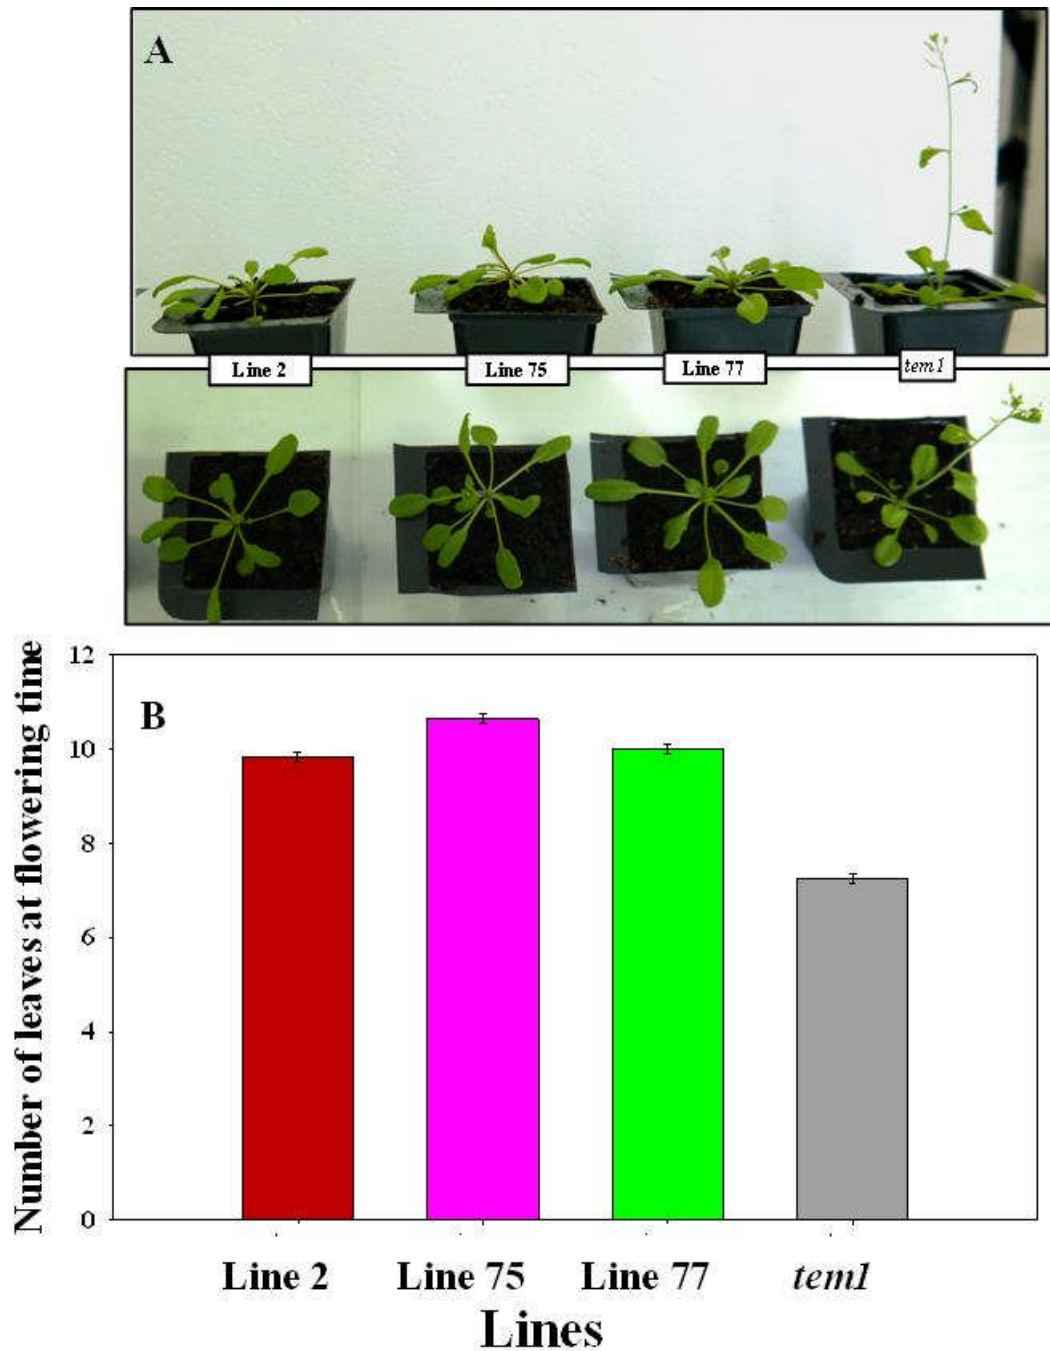 A
Line 2
Line 75
Line 77
tem1
B
Number of leaves at flowering time
12
10
8
6
4
2
0
Line 2
Line 75
Line 77
tem1
Lines